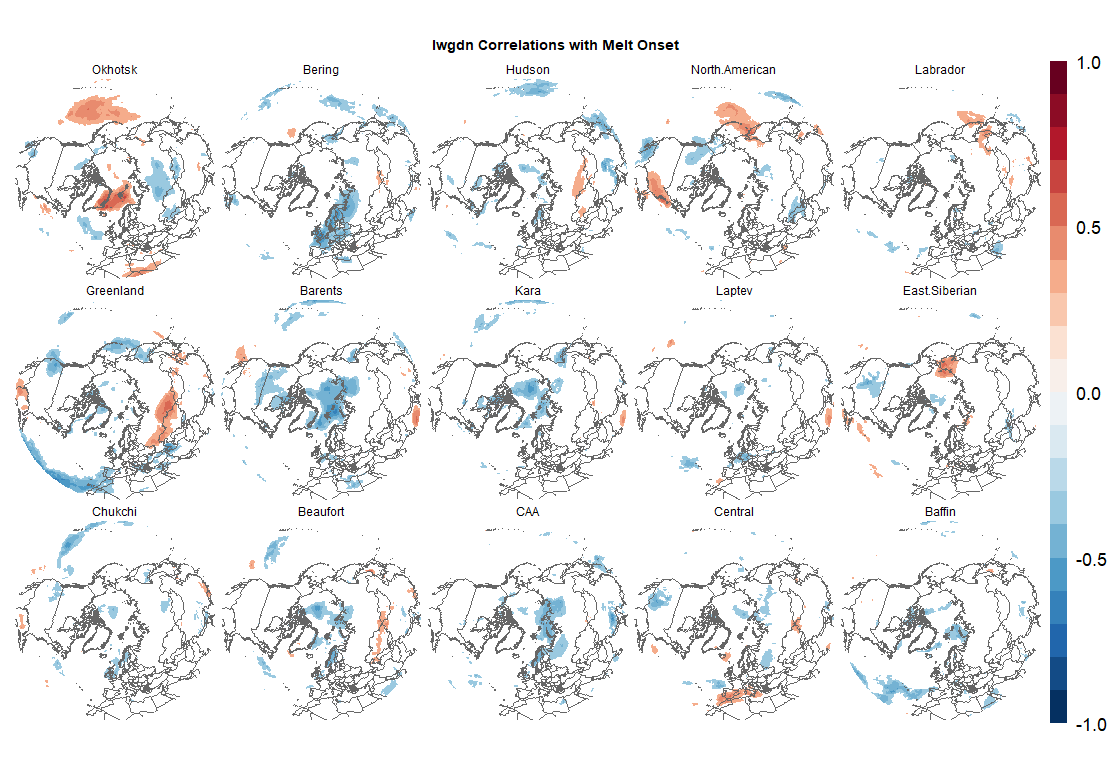 lwgdn Correlations with Melt Onset
Okhotsk Bering Hudson North.American Labrador
Greenland Barents Kara Laptev East.Siberian
Chukchi Beaufort CAA Central Baffin
1.0
0.5
0.0
-0.5
-1.0